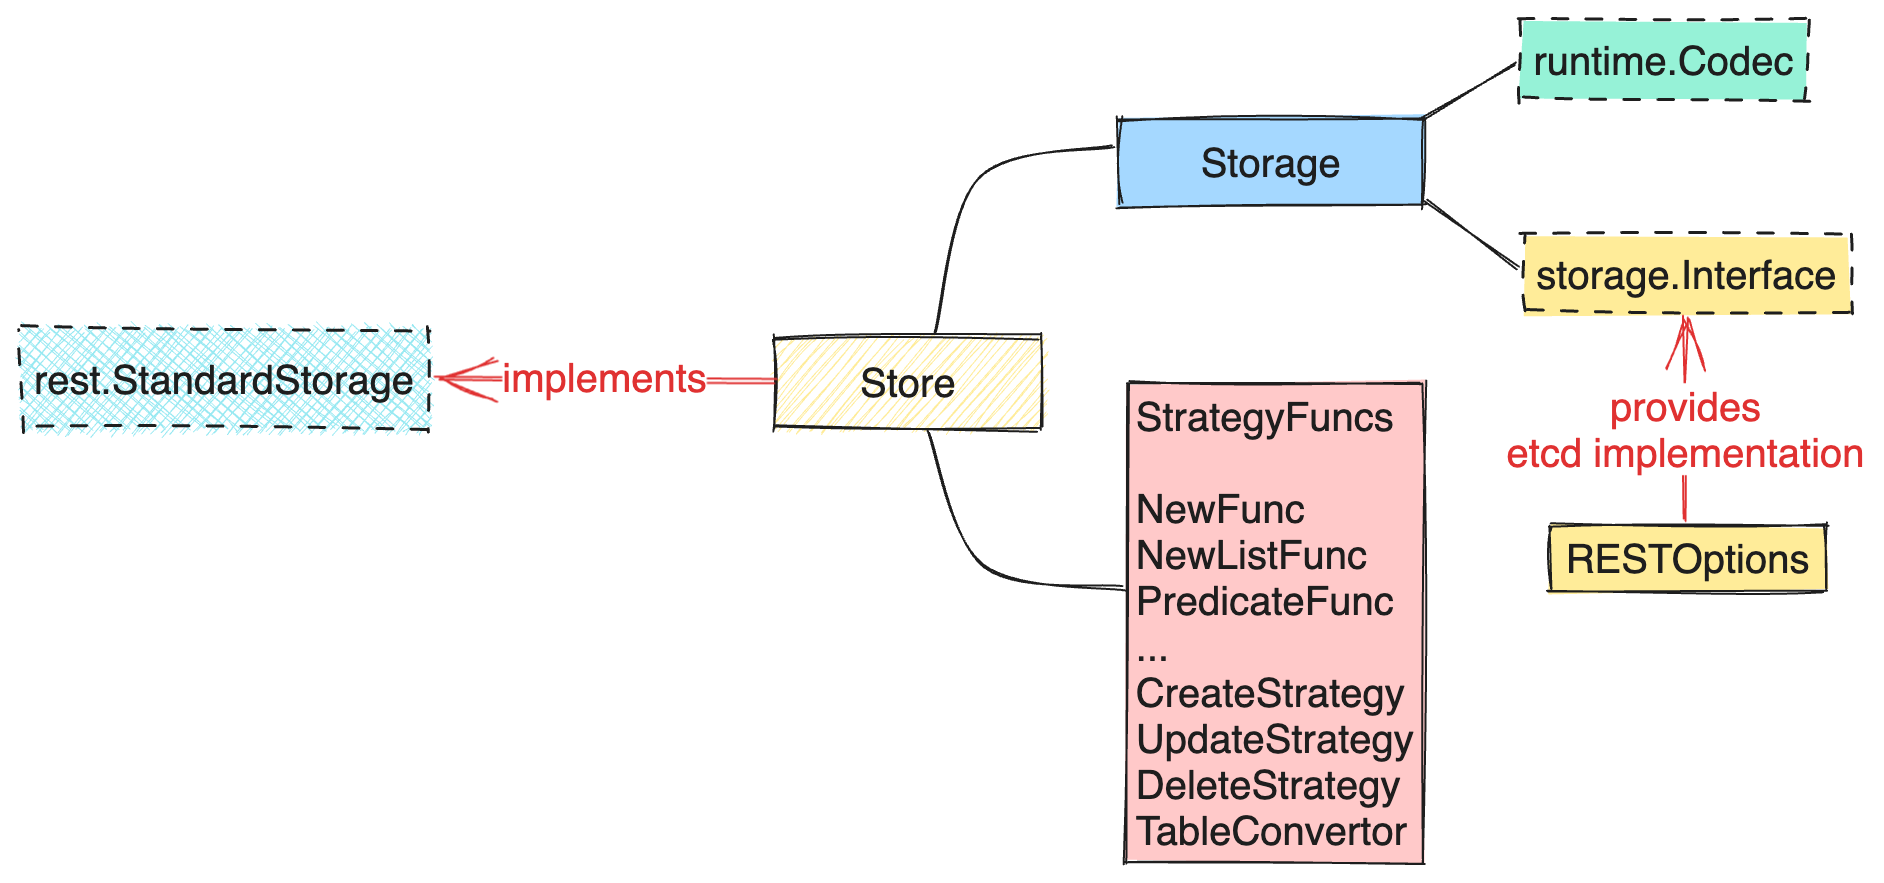 runtime.Codec
Storage
storage.Interface
rest.StandardStorage
implements
Store
provides
etcd implementation
RESTOptions
StrategyFuncs
NewFunc
NewListFunc
PredicateFunc
...
CreateStrategy
UpdateStrategy
DeleteStrategy
TableConvertor